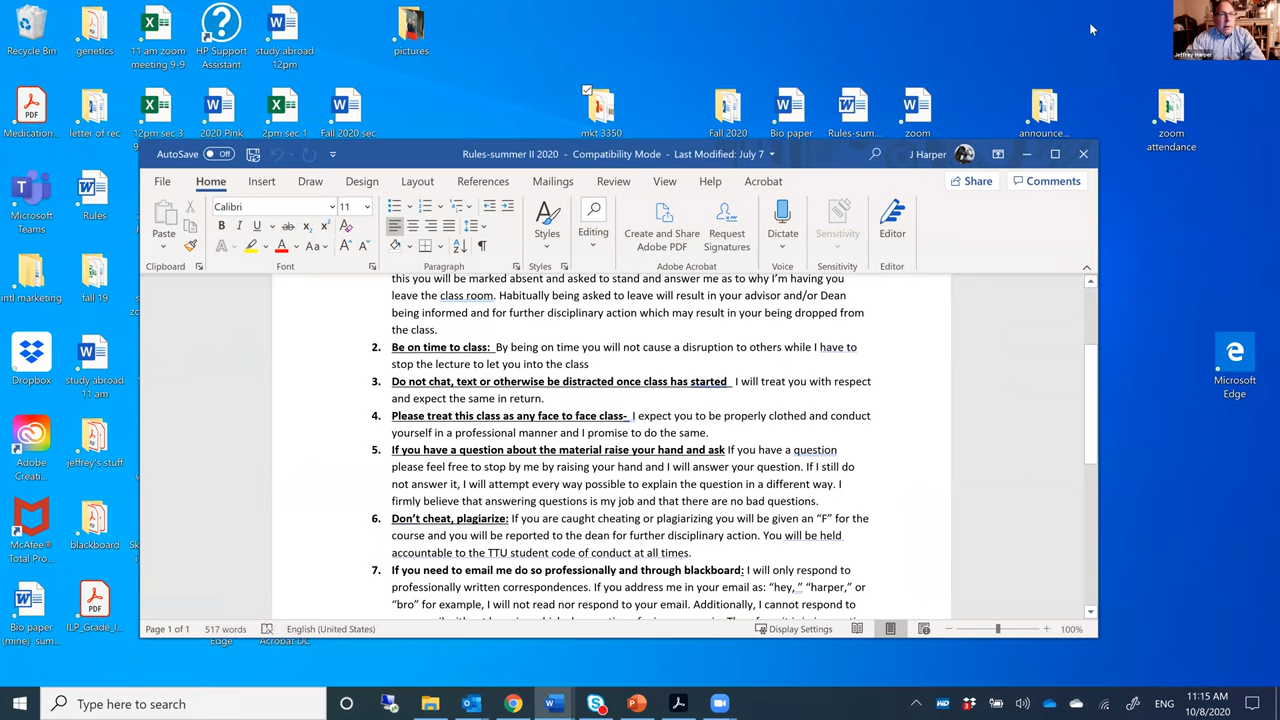 Recycle Bin
genetics
11 am zoom
meeting 9-9
HP Support
Assistant
study abroad
12pm
pictures
Jeffrey Harper
Medication...
letter of rec
12pm sec 3
2020 Pink
2pm sec 1
Fall 2020 sec
mkt 3350
Fall 2020
Bio paper
Rules-sum...
zoom
announce...
zoom
attendance
AutoSave
Off
Rules-summer II 2020 - Compatibility Mode - Last Modified: July 7
J Harper
File
Home
Insert
Draw
Design
Layout
References
Mailings
Review
View
Help
Acrobat
Share
Comments
Paste
Calibri
11
Styles
Editing
Create and Share
Adobe PDF
Request
Signatures
Dictate
Sensitivity
Editor
Clipboard
Font
Paragraph
Styles
Adobe Acrobat
Voice
Sensitivity
Editor
this you will be marked absent and asked to stand and answer me as to why I'm having you
leave the class room. Habitually being asked to leave will result in your advisor and/or Dean
being informed and for further disciplinary action which may result in your being dropped from
the class.
2. Be on time to class: By being on time you will not cause a disruption to others while I have to
stop the lecture to let you into the class
3. Do not chat, text or otherwise be distracted once class has started I will treat you with respect
and expect the same in return.
4. Please treat this class as any face to face class- I expect you to be properly clothed and conduct
yourself in a professional manner and I promise to do the same.
5. If you have a question about the material raise your hand and ask If you have a question
please feel free to stop by me by raising your hand and I will answer your question. If I still do
not answer it, I will attempt every way possible to explain the question in a different way. I
firmly believe that answering questions is my job and that there are no bad questions.
6. Don't cheat, plagiarize: If you are caught cheating or plagiarizing you will be given an “F” for the
course and you will be reported to the dean for further disciplinary action. You will be held
accountable to the TTU student code of conduct at all times.
7. If you need to email me do so professionally and through blackboard: I will only respond to
professionally written correspondences. If you address me in your email as: “hey,” “harper,” or
“bro” for example, I will not read nor respond to your email. Additionally, I cannot respond to
Page 1 of 1
517 words
English (United States)
Display Settings
100%
Microsoft
Teams
Rules
intl marketing
fall 19
Dropbox
study abroad
11 am
Adobe
Creati...
jeffrey's stuff
McAfee®
Total Pro...
blackboard
Bio paper
(mine) sum...
ILP_Grade_I...
Edge
Acrobat DC
Microsoft
Edge
Type here to search
ENG
11:15 AM
10/8/2020